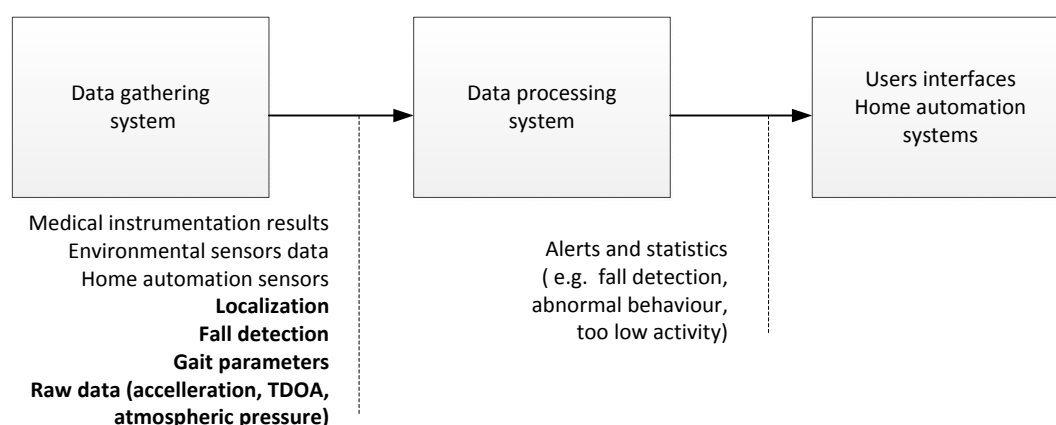 Data gathering
system
Data processing
system
Users interfaces
Home automation
systems
Medical instrumentation results
Environmental sensors data
Home automation sensors
Localization
Fall detection
Gait parameters
Raw data (accelleration, TDOA,
atmospheric pressure)
Alerts and statistics
( e.g. fall detection,
abnormal behaviour,
too low activity)